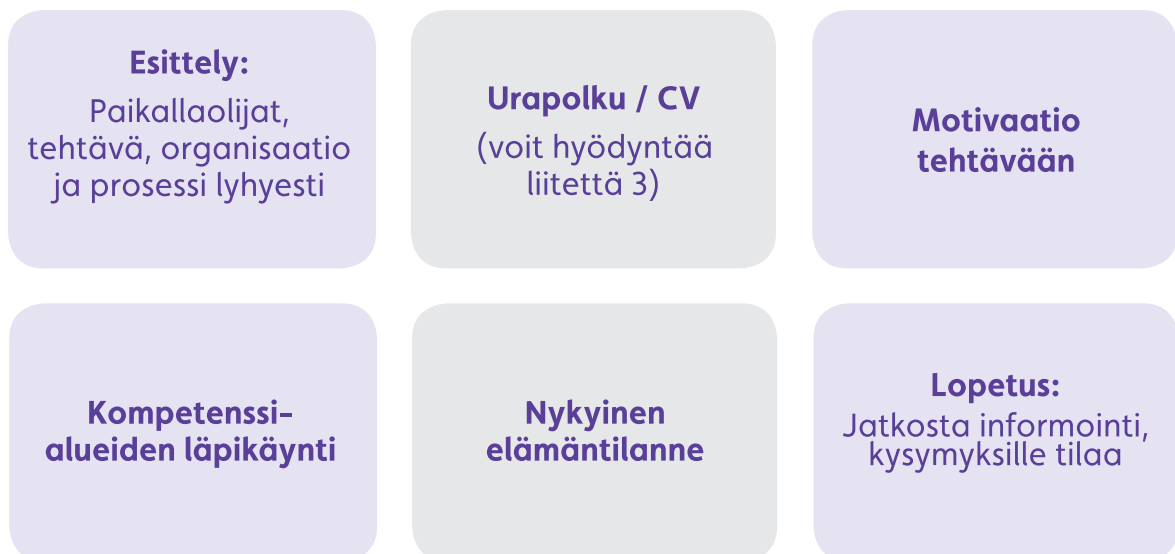 Esittely:
Paikallaolijat,
tehtävä, organisaatio
ja prosessi lyhyesti
Urapolku / CV
(voit hyödyntää
liitettä 3)
Motivaatio
tehtävään
Kompetenssi-
alueiden läpikäynti
Nykyinen
elämäntilanne
Lopetus:
Jatkosta informointi,
kysymyksille tilaa